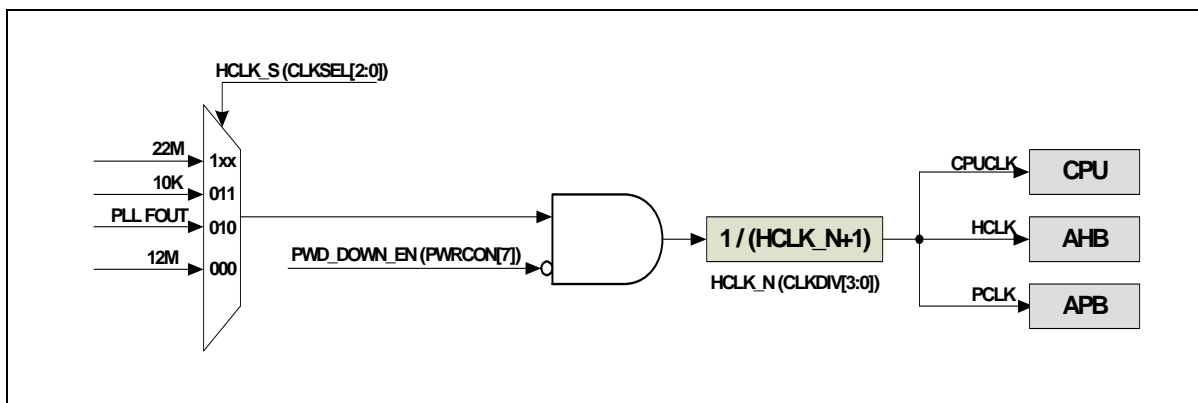 HCLK_S (CLKSEL[2:0])
22M
1xx
10K
011
PLL FOUT
010
12M
000
PWD_DOWN_EN (PWRCON[7])
1 / (HCLK_N+1)
HCLK_N (CLKDIV[3:0])
CPUCLK
CPU
HCLK
AHB
PCLK
APB